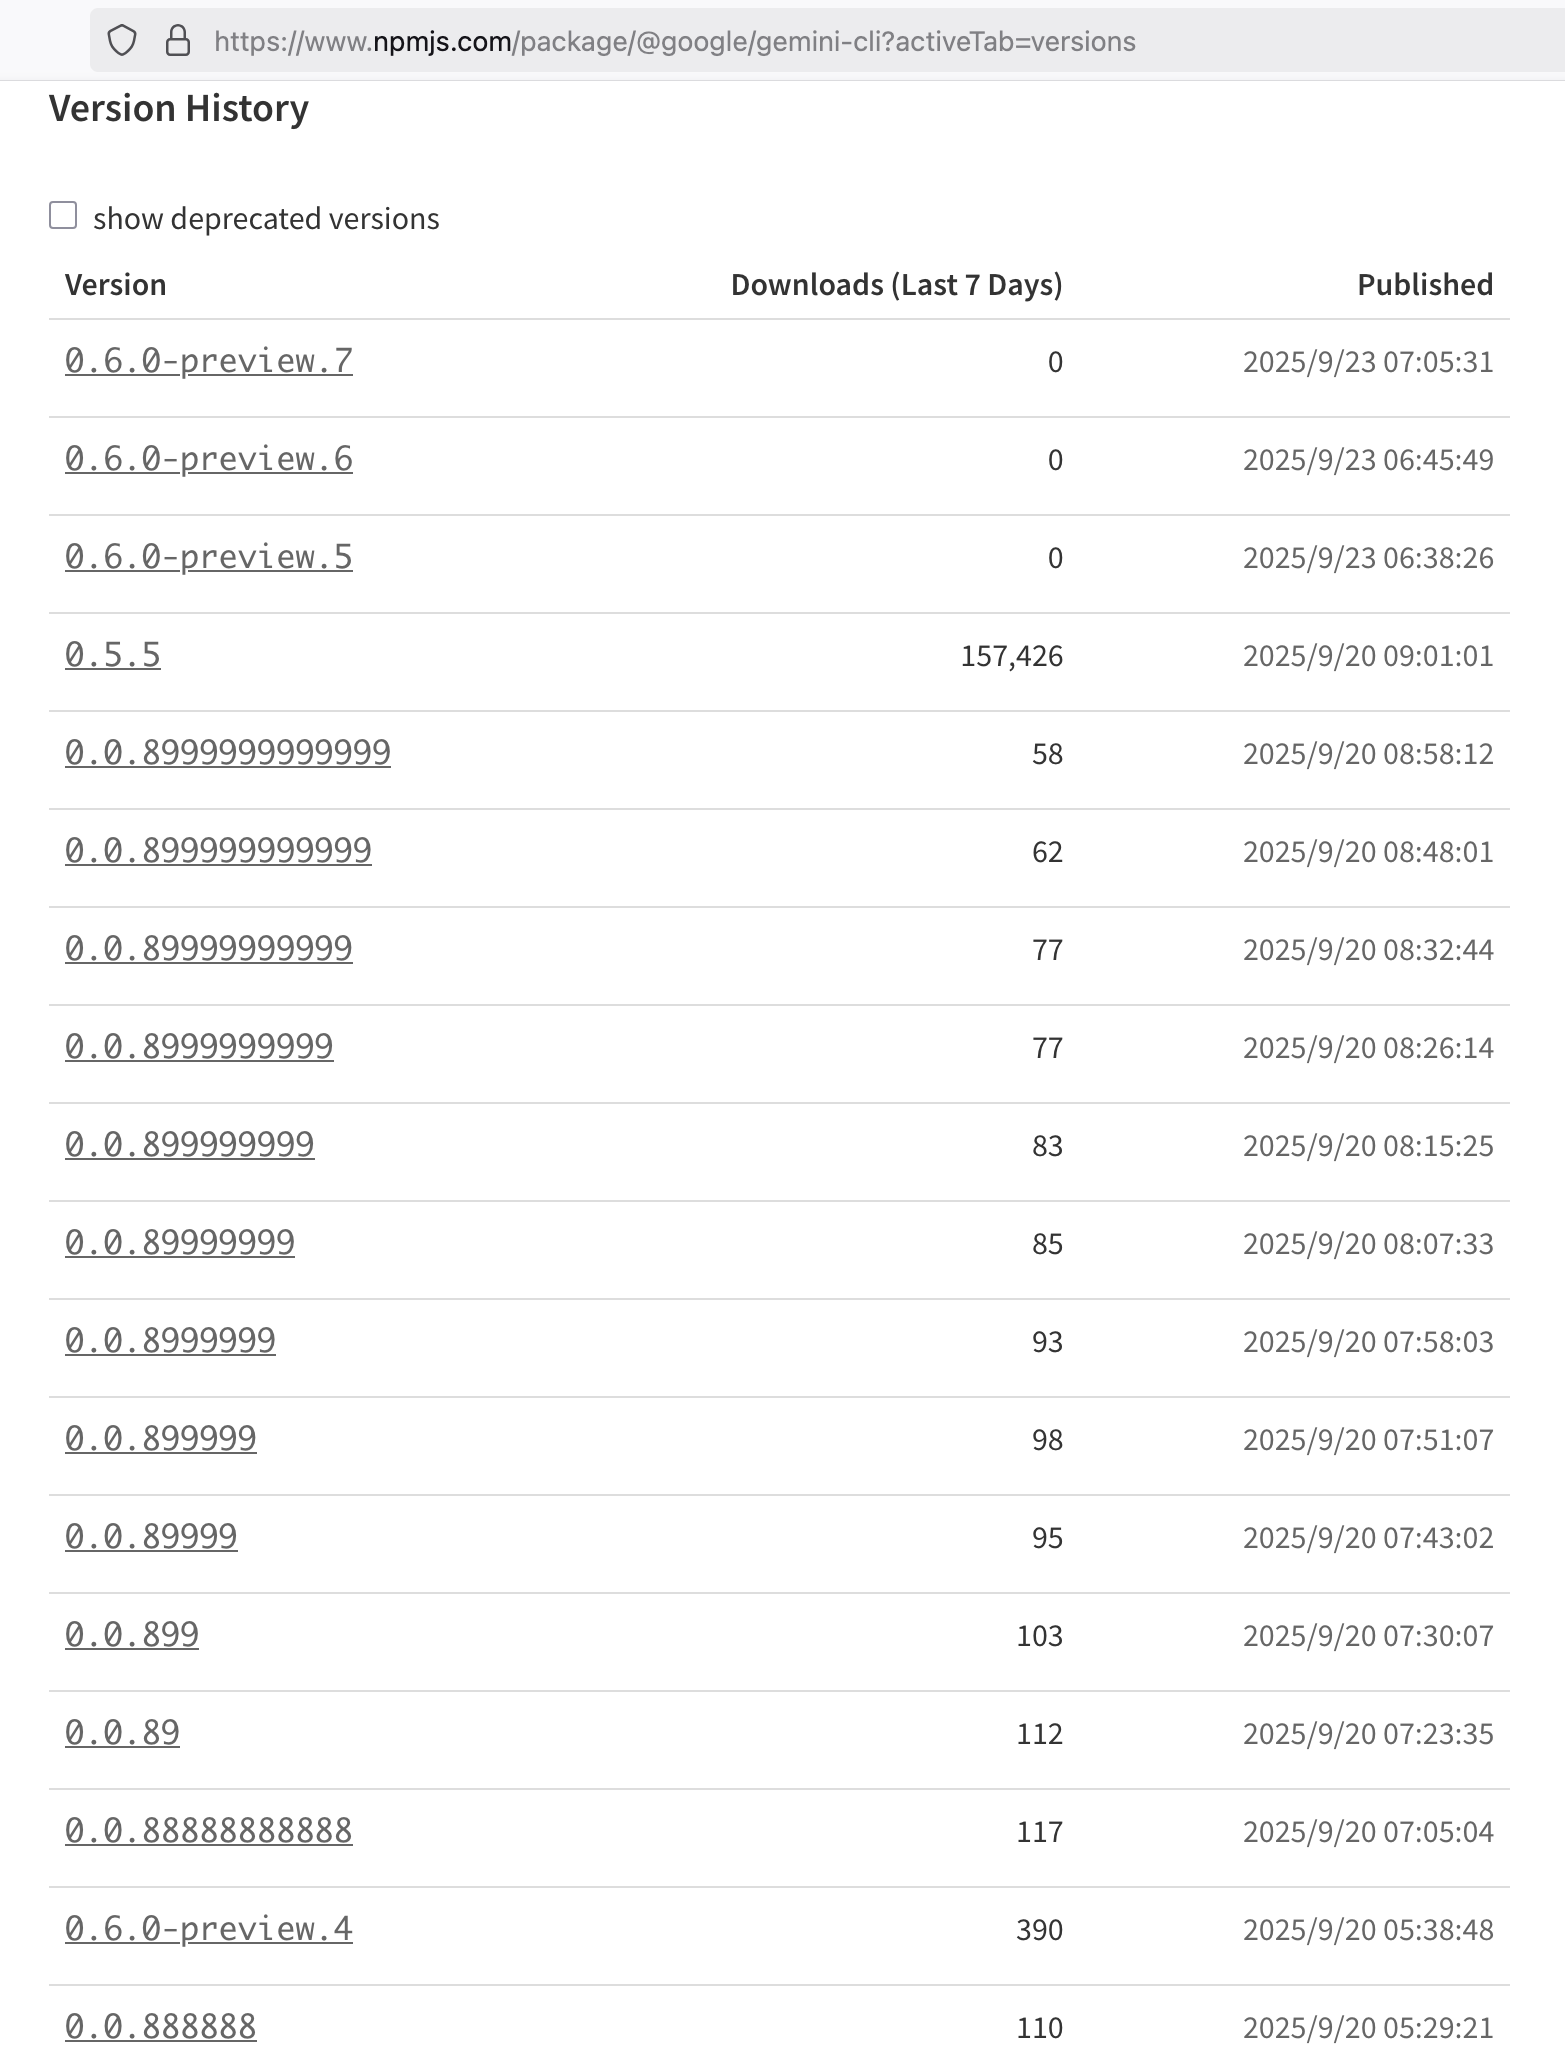 https://www.npmjs.com/package/@google/gemini-cli?activeTab=versions
Version History
show deprecated versions
Version Downloads (Last 7 Days) Published
0.6.0-preview.7 0 2025/9/23 07:05:31
0.6.0-preview.6 0 2025/9/23 06:45:49
0.6.0-preview.5 0 2025/9/23 06:38:26
0.5.5 157,426 2025/9/20 09:01:01
0.0.8999999999999 58 2025/9/20 08:58:12
0.0.899999999999 62 2025/9/20 08:48:01
0.0.89999999999 77 2025/9/20 08:32:44
0.0.8999999999 77 2025/9/20 08:26:14
0.0.899999999 83 2025/9/20 08:15:25
0.0.89999999 85 2025/9/20 08:07:33
0.0.8999999 93 2025/9/20 07:58:03
0.0.899999 98 2025/9/20 07:51:07
0.0.89999 95 2025/9/20 07:43:02
0.0.899 103 2025/9/20 07:30:07
0.0.89 112 2025/9/20 07:23:35
0.0.88888888888 117 2025/9/20 07:05:04
0.6.0-preview.4 390 2025/9/20 05:38:48
0.0.888888 110 2025/9/20 05:29:21